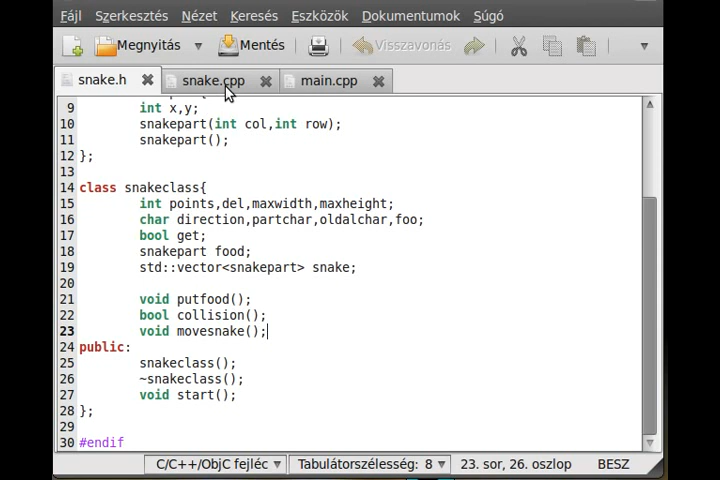 Fájl Szerkesztés Nézet Keresés Eszközök Dokumentumok Súgó
Megnyitás Mentés Visszavonás
snake.h snake.cpp main.cpp
9 int x,y;
10 snakepart(int col,int row);
11 snakepart();
12 };
13
14 class snakeclass{
15 int points,del,maxwidth,maxheight;
16 char direction,partchar,oldalchar,foo;
17 bool get;
18 snakepart food;
19 std::vector<snakepart> snake;
20
21 void putfood();
22 bool collision();
23 void movesnake();
24 public:
25 snakeclass();
26 ~snakeclass();
27 void start();
28 };
29
30 #endif
C/C++/ObjC fejléc Tabulátorszélesség: 8 23. sor, 26. oszlop BESZ